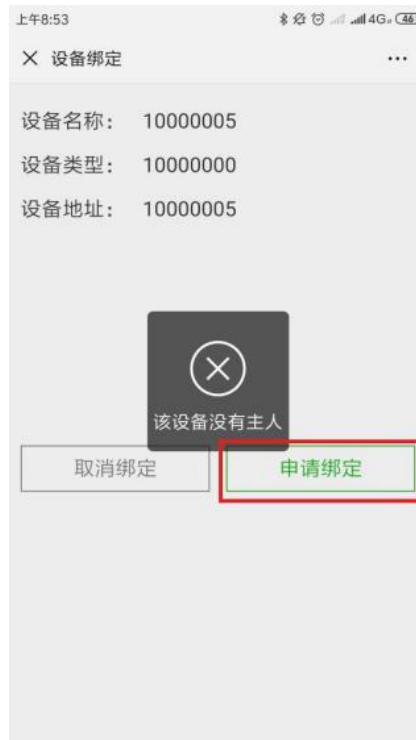 上午8:53 4G 46
设备绑定 ...
设备名称： 10000005
设备类型： 10000000
设备地址： 10000005
该设备没有主人
取消绑定 申请绑定